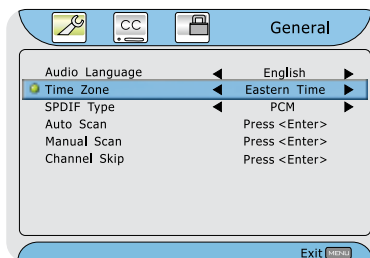 CC General
Audio Language English
Time Zone Eastern Time
SPDIF Type PCM
Auto Scan Press <Enter>
Manual Scan Press <Enter>
Channel Skip Press <Enter>
Exit MENU